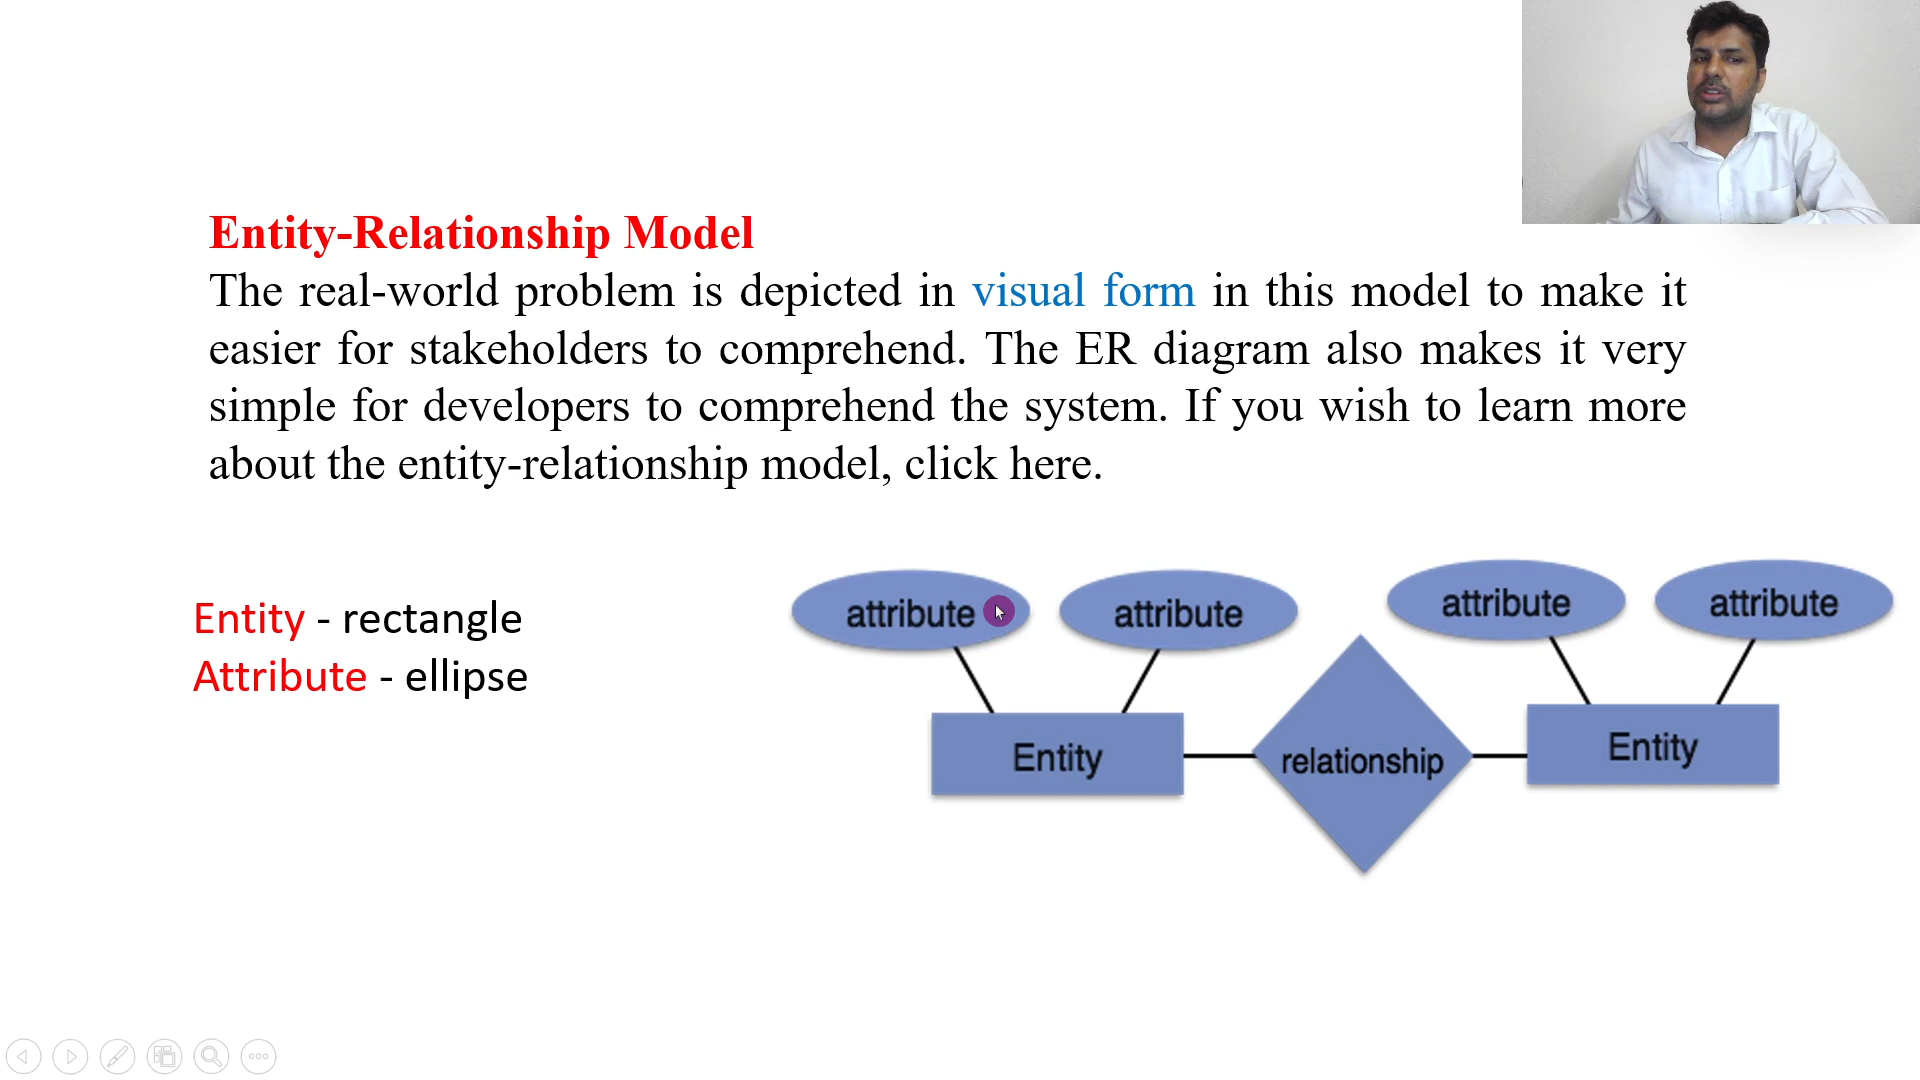 Entity-Relationship Model
The real-world problem is depicted in visual form in this model to make it
easier for stakeholders to comprehend. The ER diagram also makes it very
simple for developers to comprehend the system. If you wish to learn more
about the entity-relationship model, click here.
Entity - rectangle
Attribute - ellipse
attribute
attribute
attribute
attribute
Entity
relationship
Entity